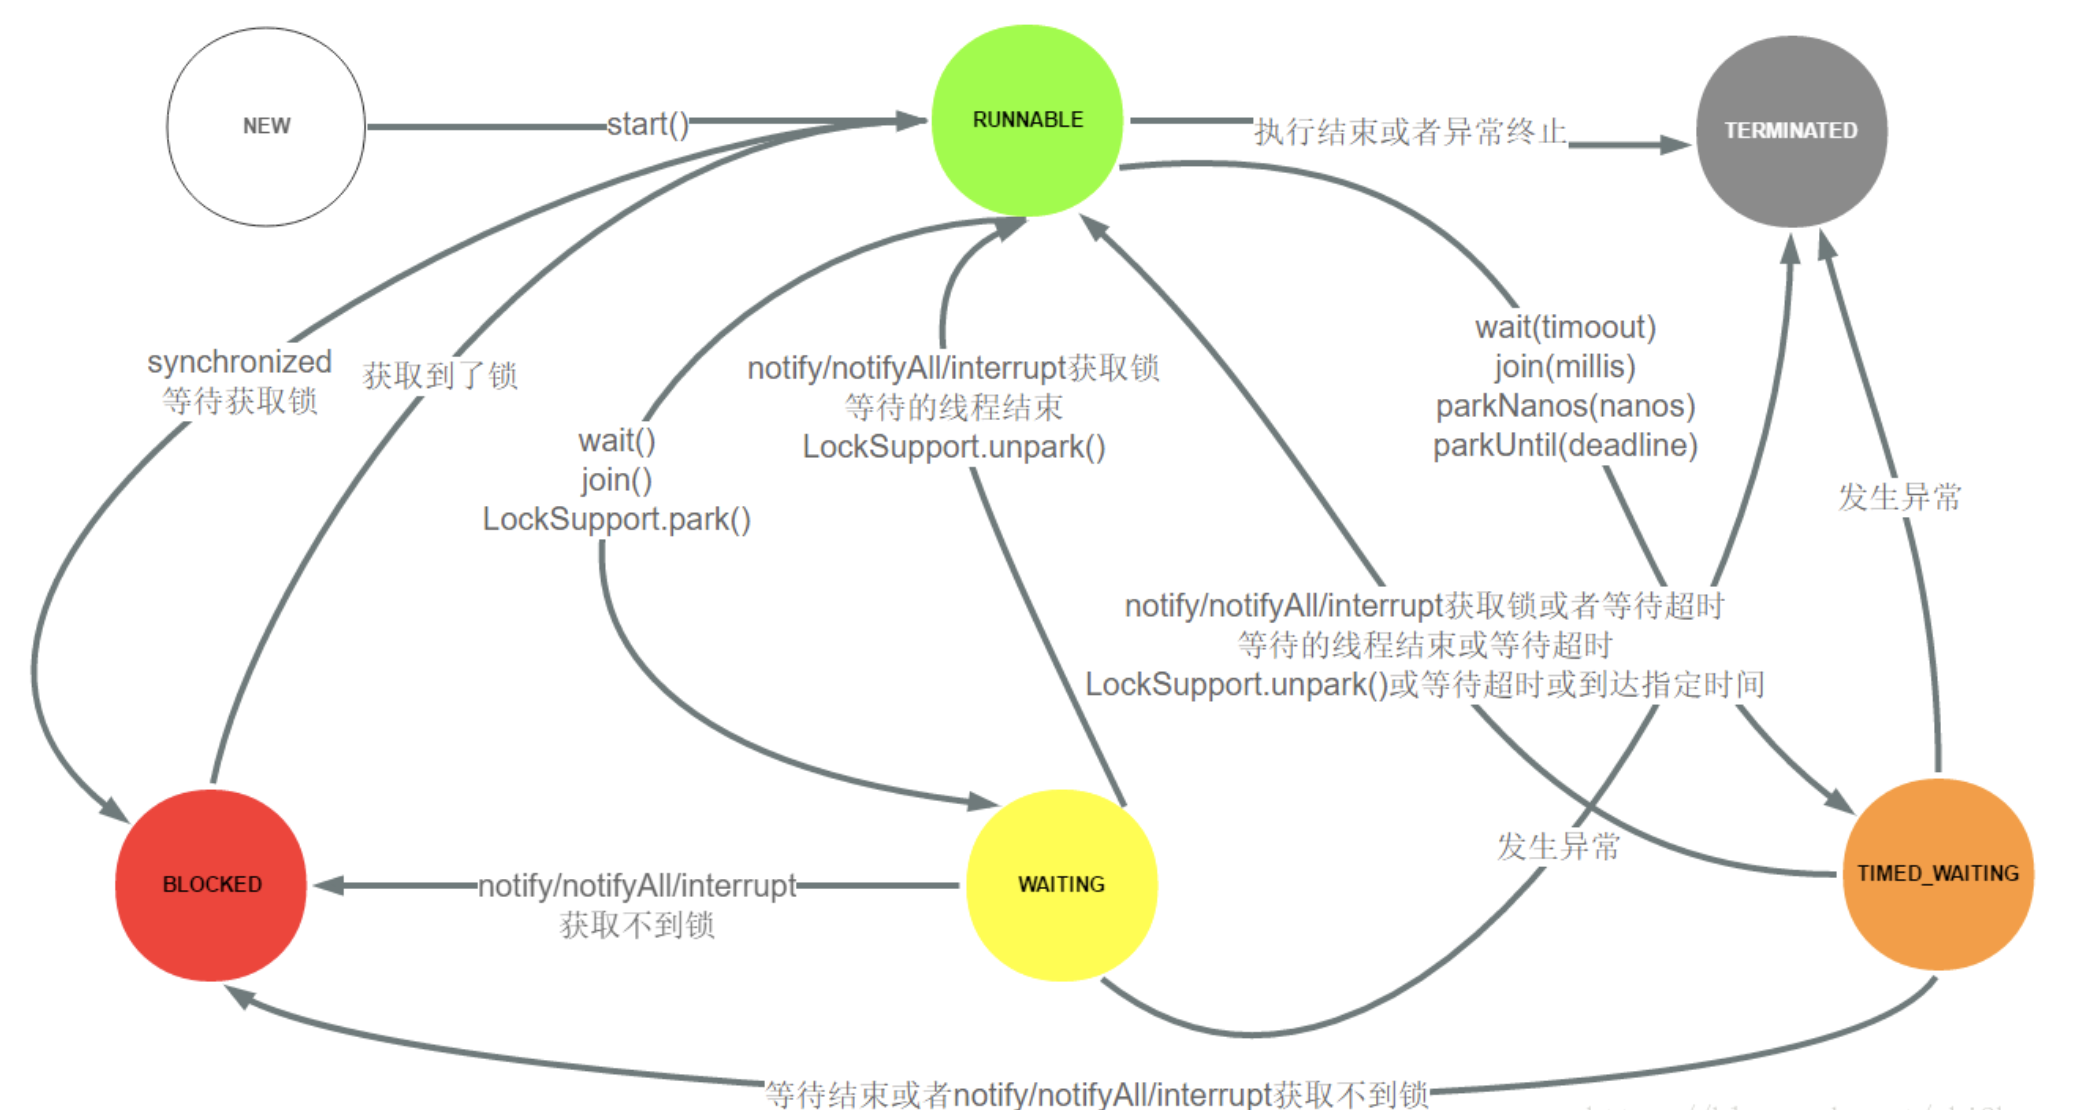 NEW
start()
RUNNABLE
执行结束或者异常终止
TERMINATED
synchronized
等待获取锁
获取到了锁
wait()
join()
LockSupport.park()
notify/notifyAll/interrupt获取锁
等待的线程结束
LockSupport.unpark()
wait(timoout)
join(millis)
parkNanos(nanos)
parkUntil(deadline)
发生异常
notify/notifyAll/interrupt获取锁或者等待超时
等待的线程结束或等待超时
LockSupport.unpark()或等待超时或到达指定时间
发生异常
BLOCKED
notify/notifyAll/interrupt
获取不到锁
WAITING
TIMED_WAITING
等待结束或者notify/notifyAll/interrupt获取不到锁